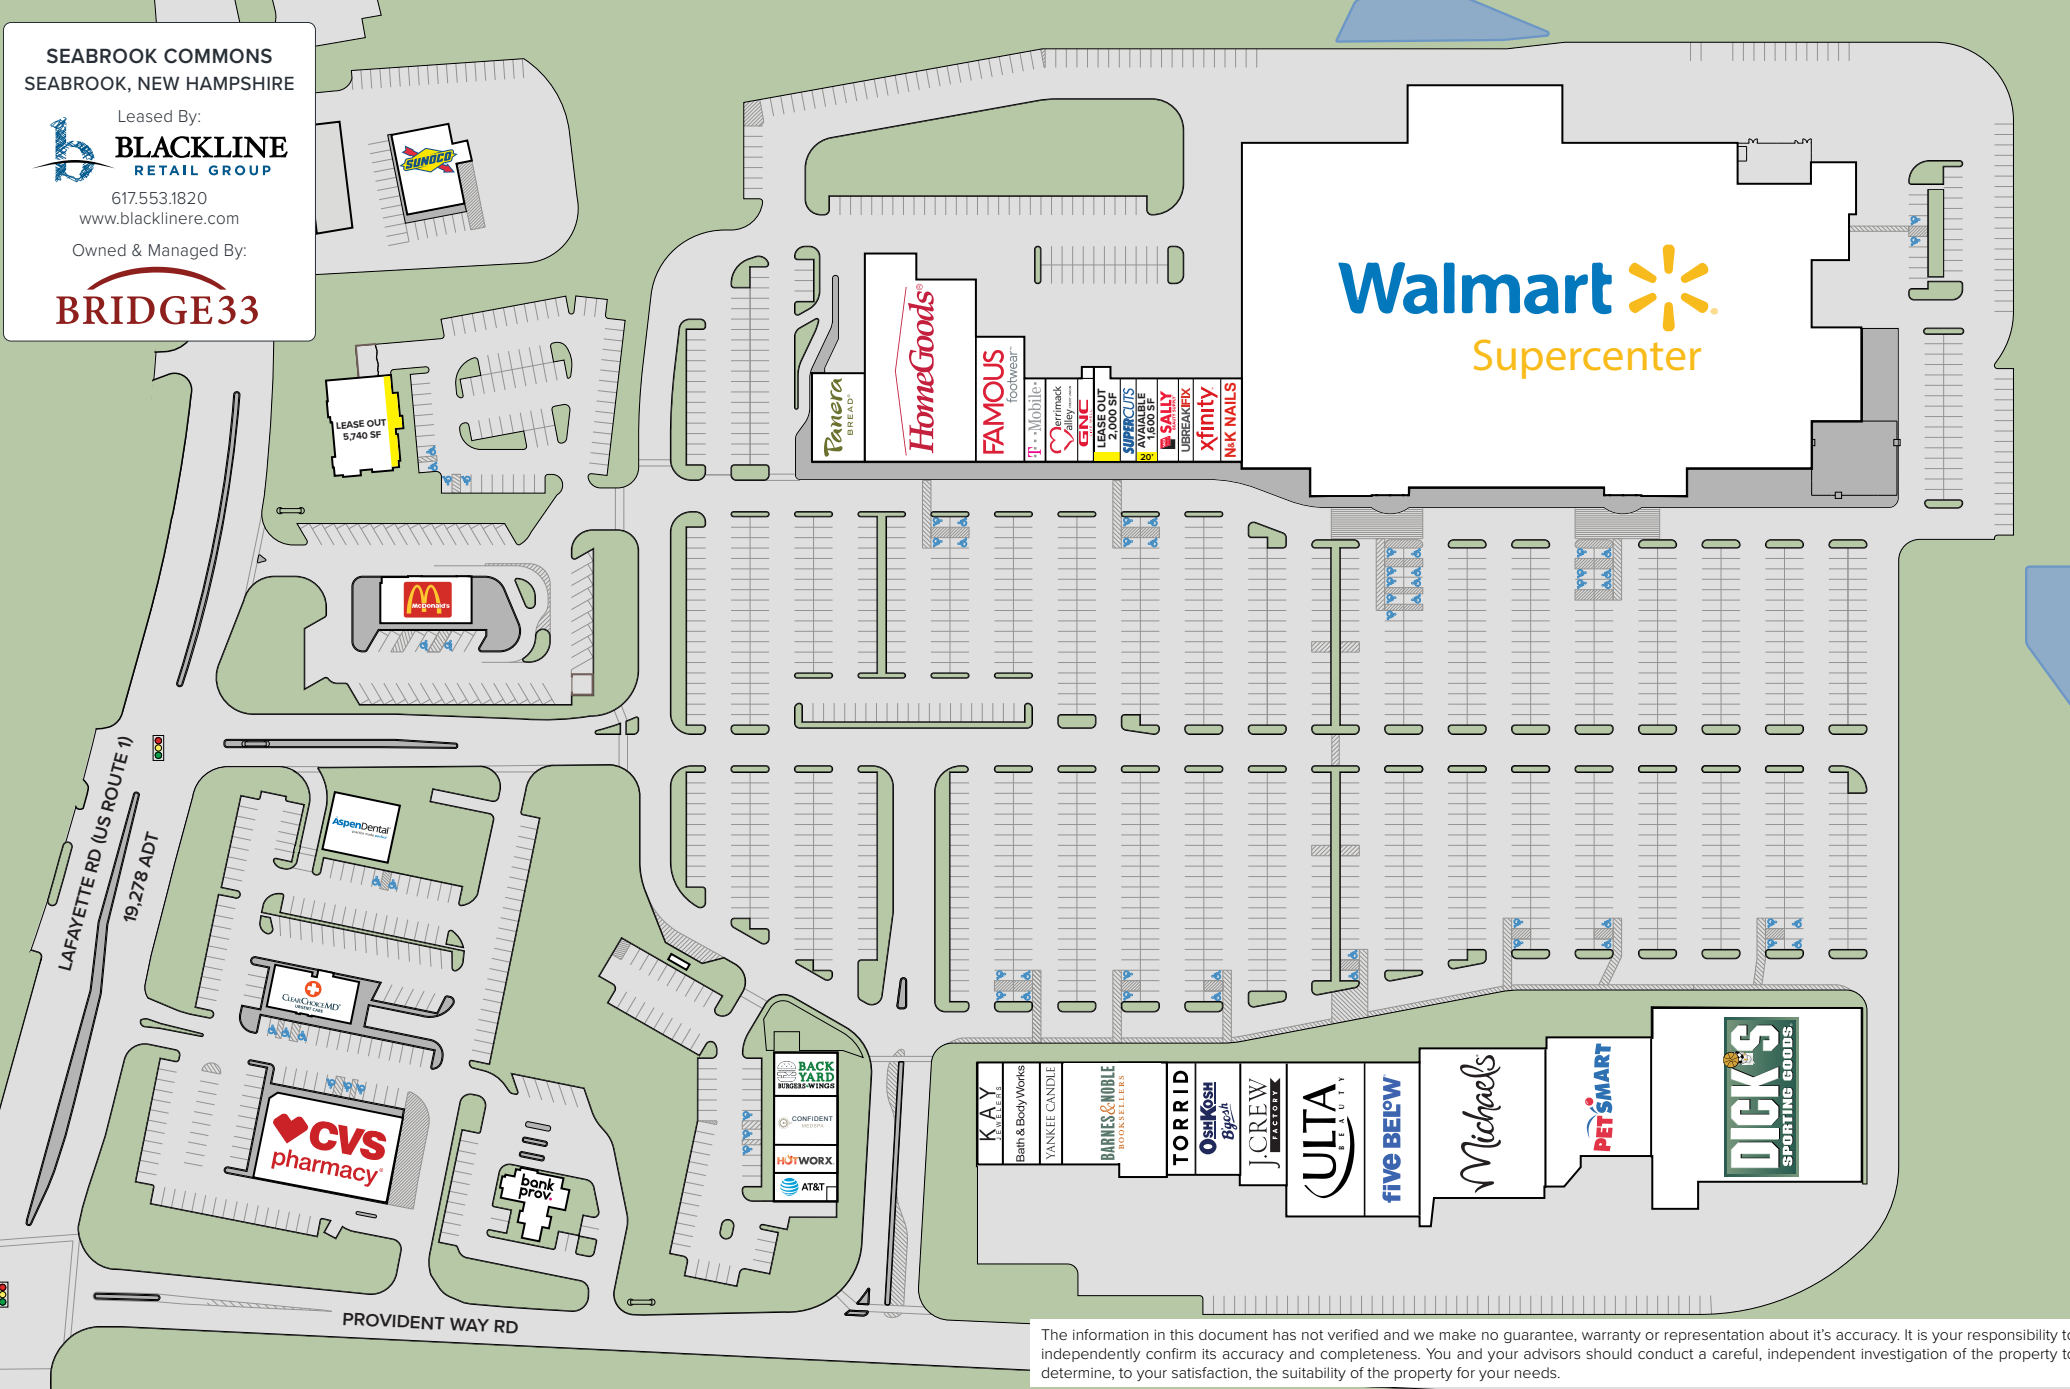 SEABROOK COMMONS
SEABROOK, NEW HAMPSHIRE
Leased By:
b
BLACKLINE
RETAIL GROUP
617.553.1820
www.blacklinere.com
Owned & Managed By:
BRIDGE33
SUNOCO
LEASE OUT
5,740 SF
McDonald's
Panera
BREAD®
HomeGoods®
FAMOUS
footwear
T··Mobile·
Merrimack
Valley
GNC
LEASE OUT
2,000 SF
SUPERCUTS
AVAIALBLE
1,600 SF
20'
SALLY
UBREAKIFIX
xfinity
N&K NAILS
Walmart
Supercenter
LAFAYETTE RD (US ROUTE 1)
19,278 ADT
AspenDental
CLEARCHOICEMD
URGENT CARE
CVS
pharmacy®
bank
prov.
BACK
YARD
BURGERS&WINGS
CONFIDENT
MEDSPA
HOTWORX
AT&T
KAY
JEWELERS
Bath & Body Works
YANKEE CANDLE
BARNES&NOBLE
BOOKSELLERS
TORRID
OSHKOSH
B'gosh
J.CREW
FACTORY
ULTA
BEAUTY
five BELOW
Michaels
PETSMART
DICK'S
SPORTING GOODS.
PROVIDENT WAY RD
The information in this document has not verified and we make no guarantee, warranty or representation about it's accuracy. It is your responsibility to
independently confirm its accuracy and completeness. You and your advisors should conduct a careful, independent investigation of the property to
determine, to your satisfaction, the suitability of the property for your needs.